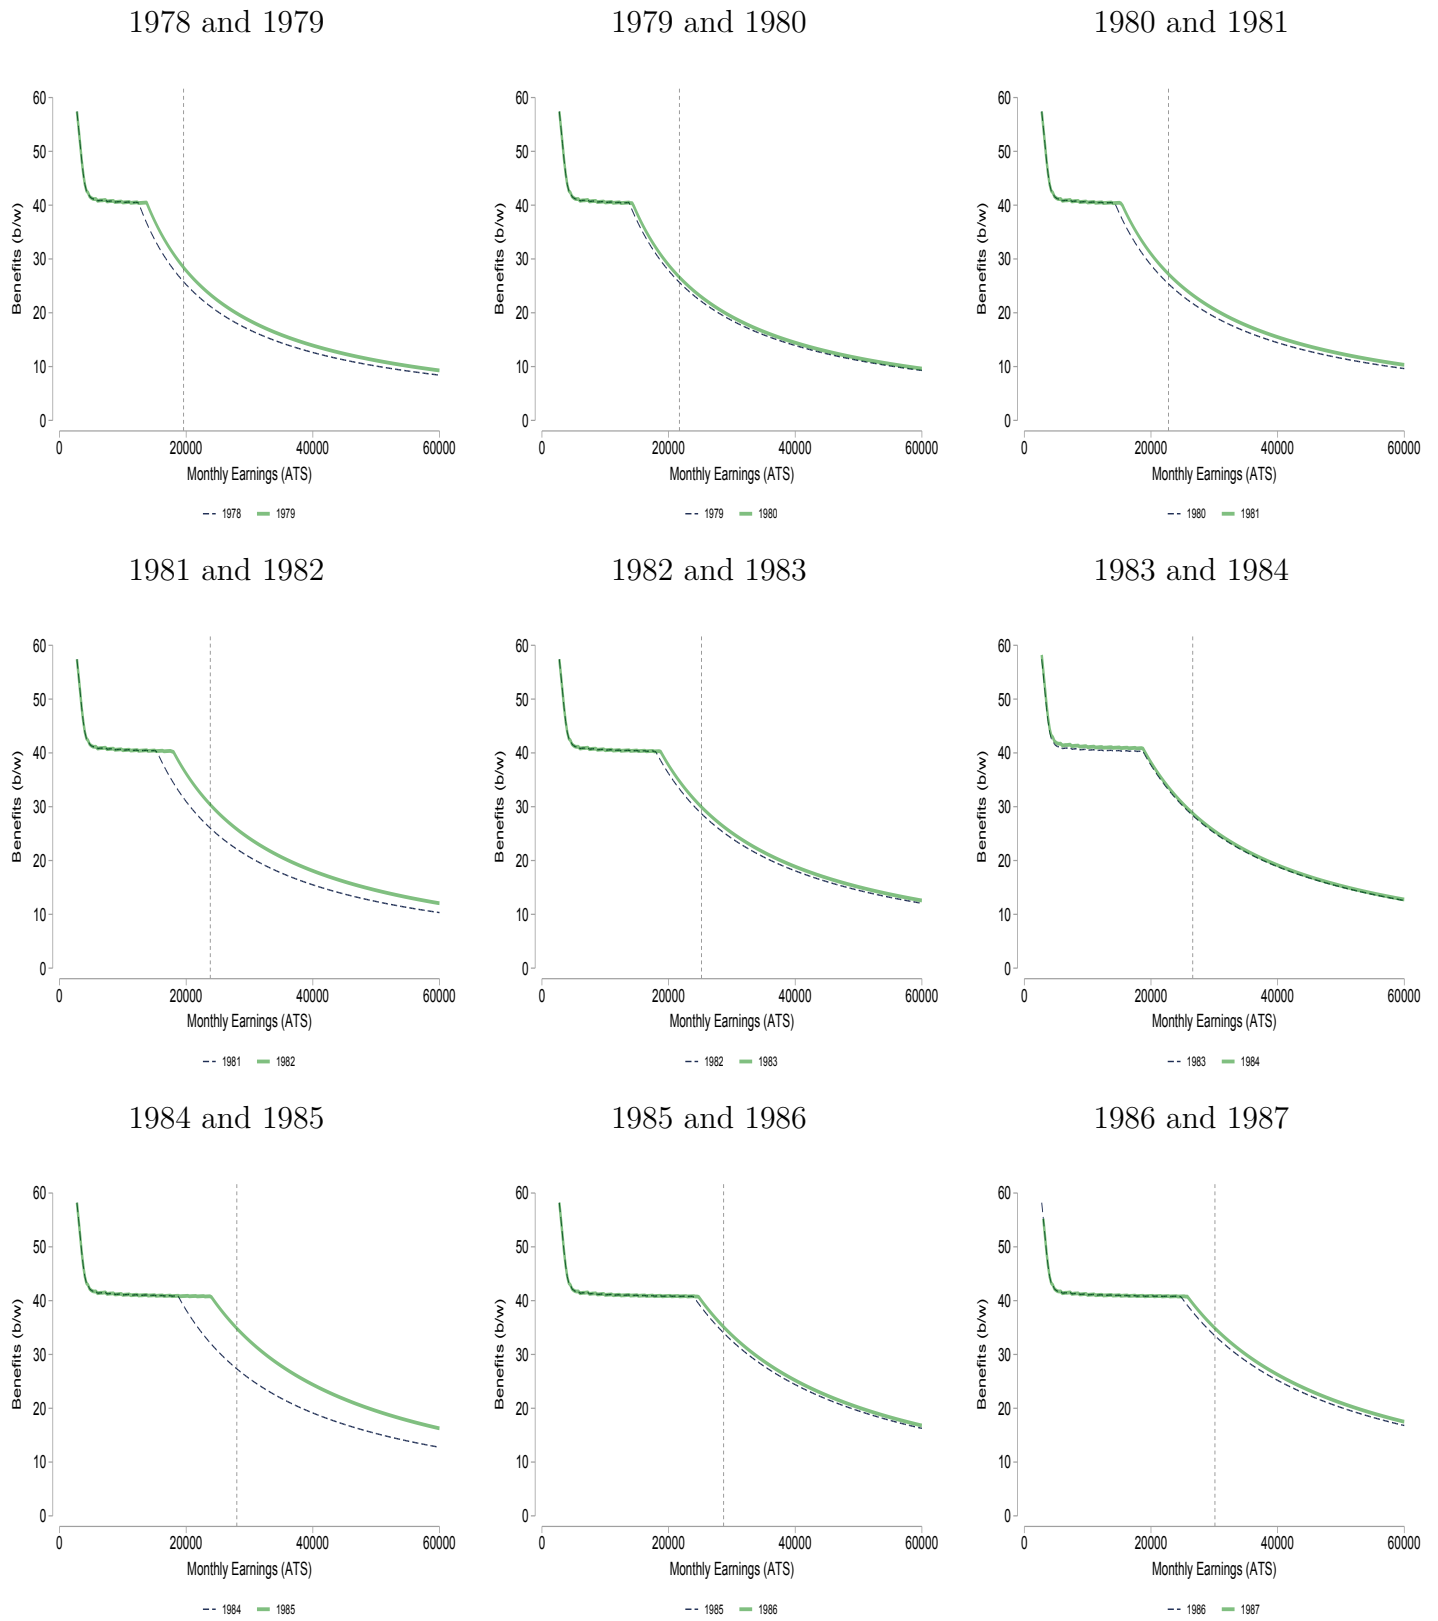 1978 and 1979
1979 and 1980
1980 and 1981
Benefits (b/w)
60
50
40
30
20
10
0
0 20000 40000 60000
Monthly Earnings (ATS)
1978 1979
Benefits (b/w)
60
50
40
30
20
10
0
0 20000 40000 60000
Monthly Earnings (ATS)
1979 1980
Benefits (b/w)
60
50
40
30
20
10
0
0 20000 40000 60000
Monthly Earnings (ATS)
1980 1981
1981 and 1982
1982 and 1983
1983 and 1984
Benefits (b/w)
60
50
40
30
20
10
0
0 20000 40000 60000
Monthly Earnings (ATS)
1981 1982
Benefits (b/w)
60
50
40
30
20
10
0
0 20000 40000 60000
Monthly Earnings (ATS)
1982 1983
Benefits (b/w)
60
50
40
30
20
10
0
0 20000 40000 60000
Monthly Earnings (ATS)
1983 1984
1984 and 1985
1985 and 1986
1986 and 1987
Benefits (b/w)
60
50
40
30
20
10
0
0 20000 40000 60000
Monthly Earnings (ATS)
1984 1985
Benefits (b/w)
60
50
40
30
20
10
0
0 20000 40000 60000
Monthly Earnings (ATS)
1985 1986
Benefits (b/w)
60
50
40
30
20
10
0
0 20000 40000 60000
Monthly Earnings (ATS)
1986 1987